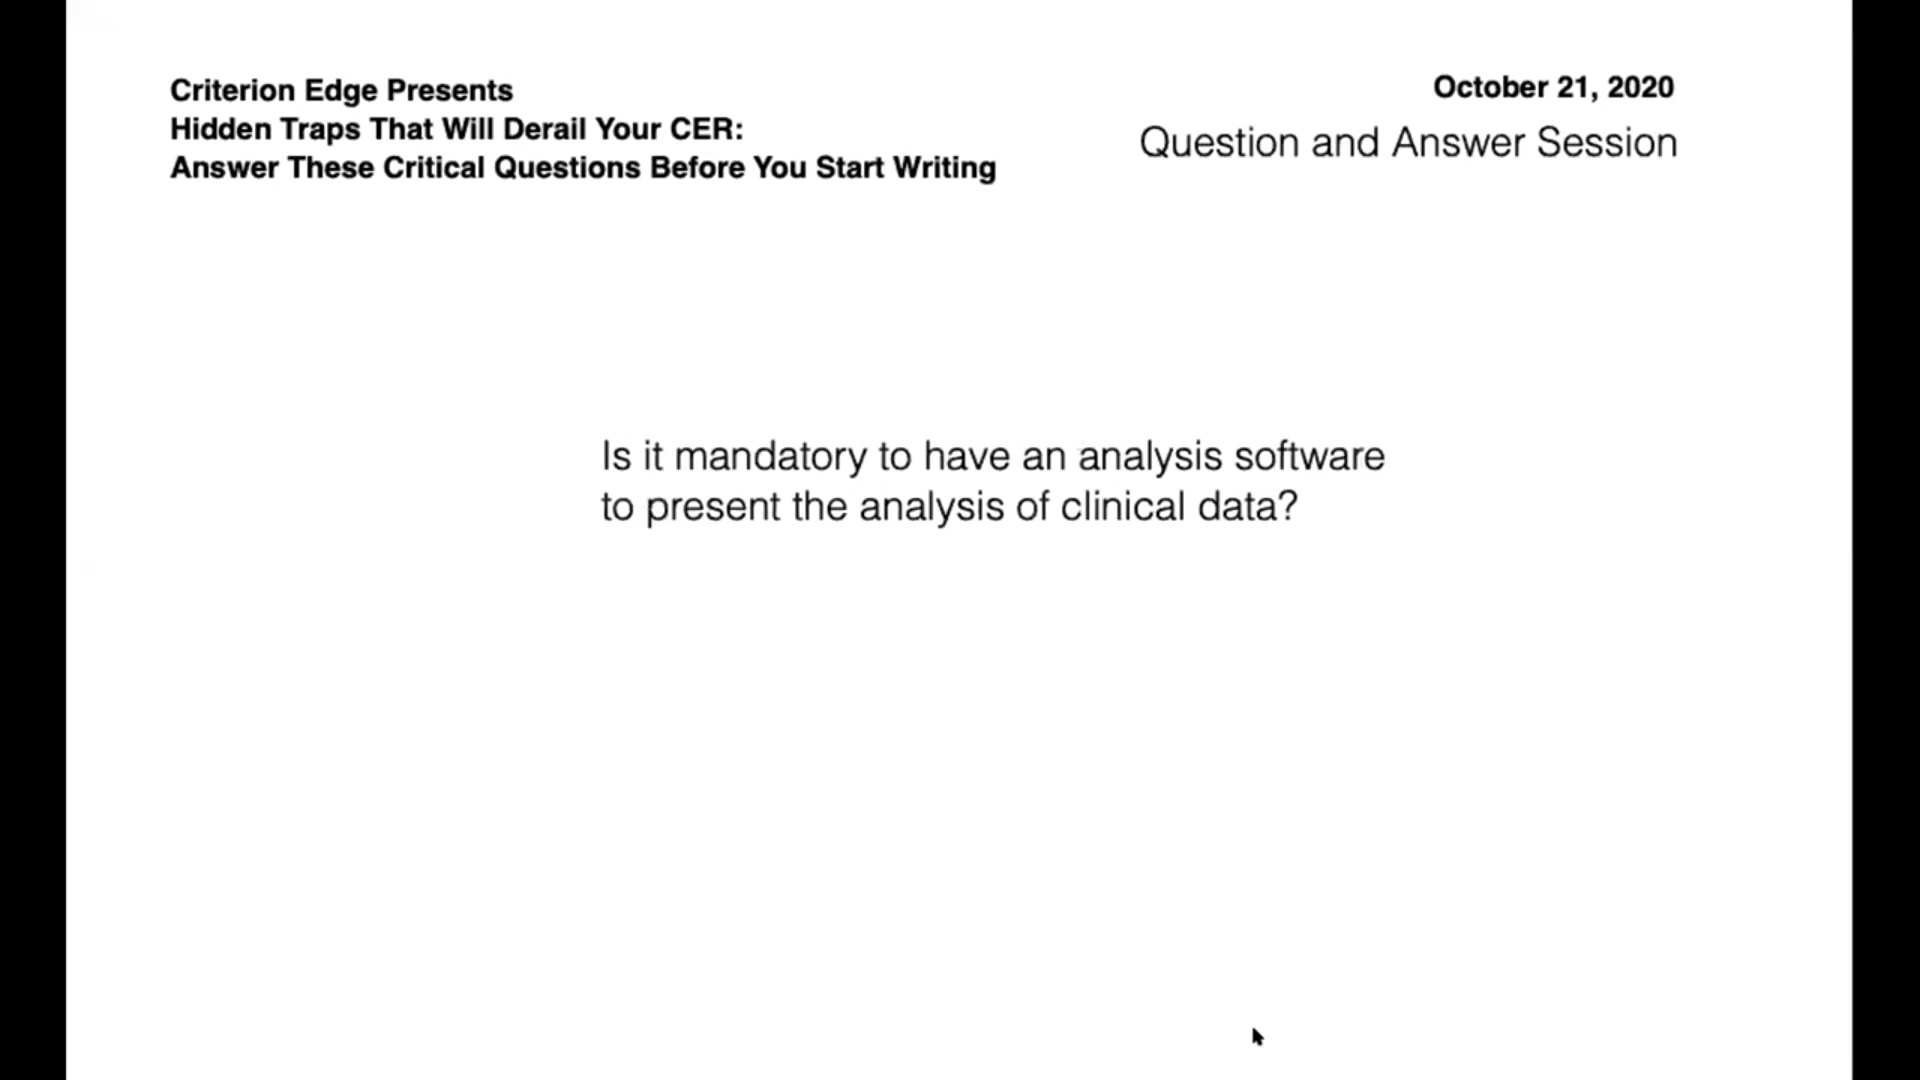 Criterion Edge Presents
Hidden Traps That Will Derail Your CER:
Answer These Critical Questions Before You Start Writing
October 21, 2020
Question and Answer Session
Is it mandatory to have an analysis software
to present the analysis of clinical data?